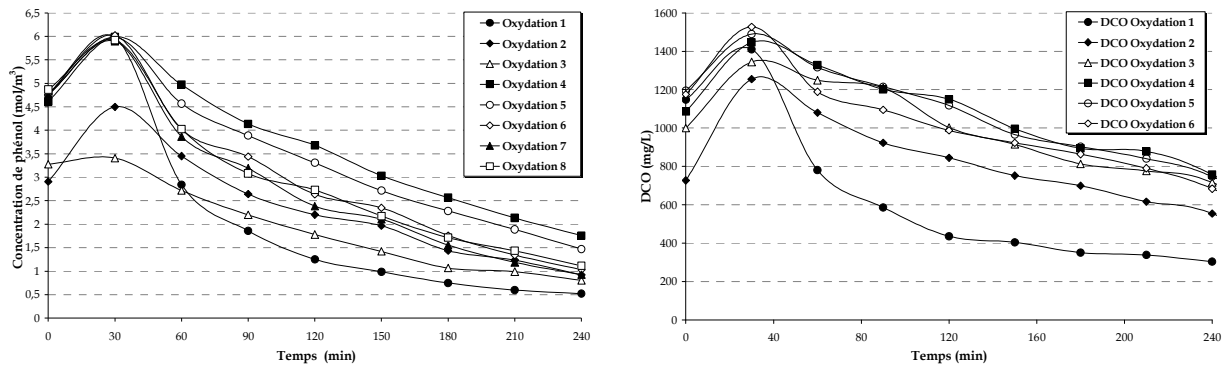 Concentration de phénol (mol/m³)
6,5
6
5,5
5
4,5
4
3,5
3
2,5
2
1,5
1
0,5
0
0 30 60 90 120 150 180 210 240
Temps (min)
Oxydation 1
Oxydation 2
Oxydation 3
Oxydation 4
Oxydation 5
Oxydation 6
Oxydation 7
Oxydation 8
DCO (mg/L)
1600
1400
1200
1000
800
600
400
200
0
0 40 80 120 160 200 240
Temps (min)
DCO Oxydation 1
DCO Oxydation 2
DCO Oxydation 3
DCO Oxydation 4
DCO Oxydation 5
DCO Oxydation 6